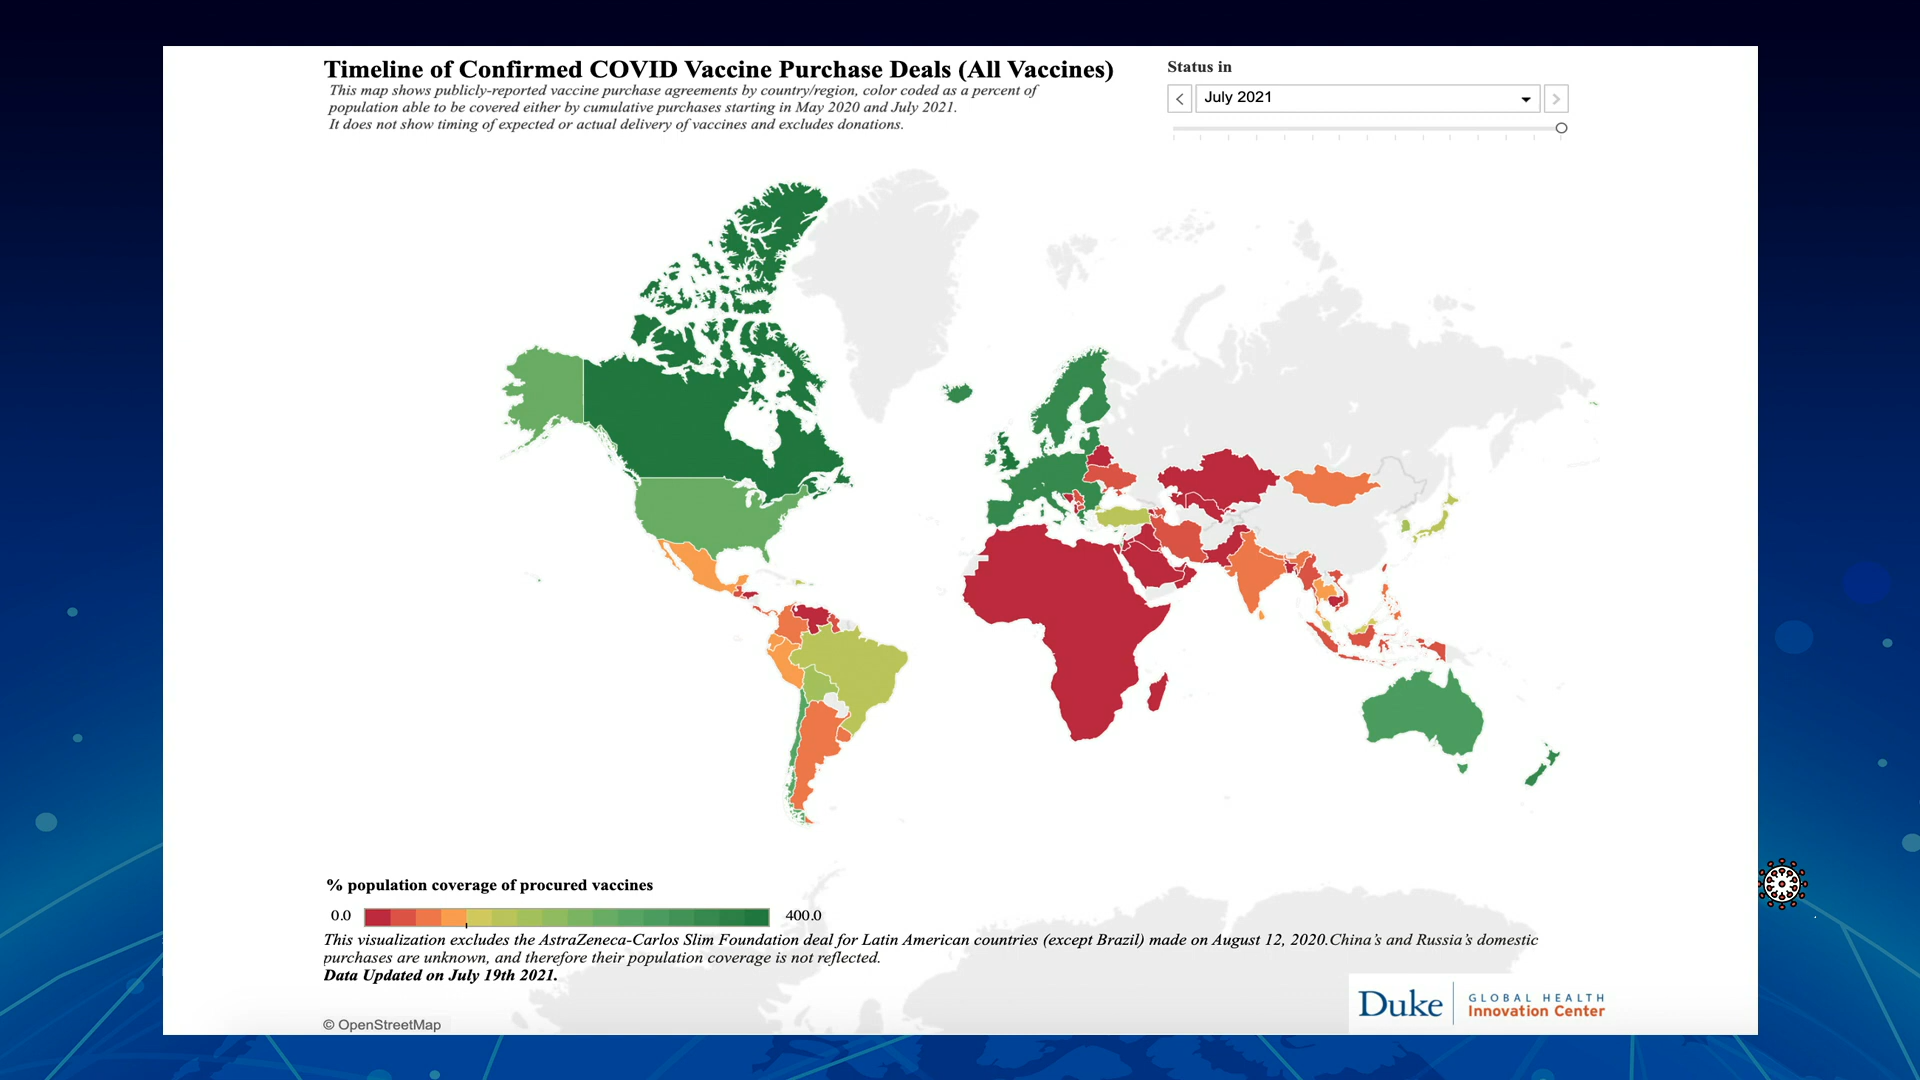 Timeline of Confirmed COVID Vaccine Purchase Deals (All Vaccines)
This map shows publicly-reported vaccine purchase agreements by country/region, color coded as a percent of
population able to be covered either by cumulative purchases starting in May 2020 and July 2021.
It does not show timing of expected or actual delivery of vaccines and excludes donations.
Status in
July 2021
% population coverage of procured vaccines
0.0
400.0
This visualization excludes the AstraZeneca-Carlos Slim Foundation deal for Latin American countries (except Brazil) made on August 12, 2020.China's and Russia's domestic
purchases are unknown, and therefore their population coverage is not reflected.
Data Updated on July 19th 2021.
© OpenStreetMap
Duke
GLOBAL HEALTH
Innovation Center